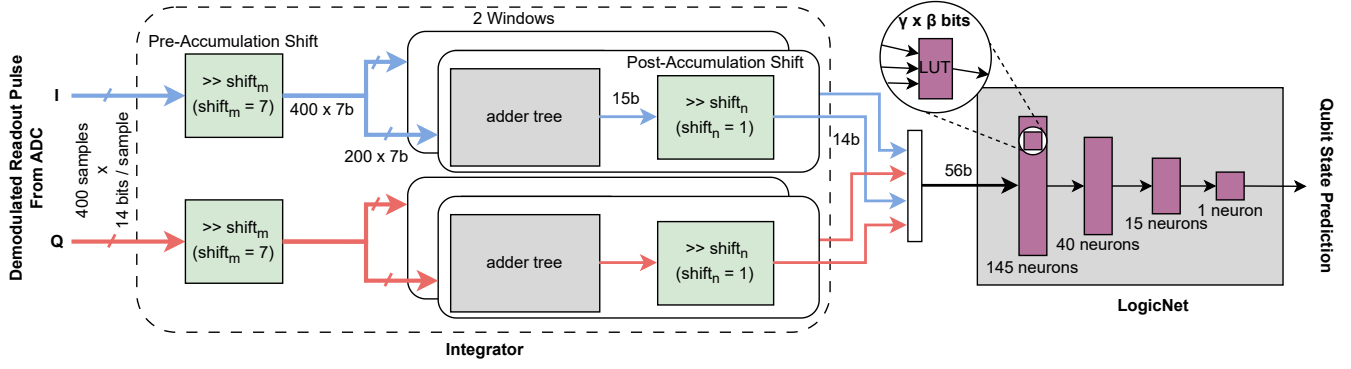 Demodulated Readout Pulse
From ADC
I
Q
400 samples
x
14 bits / sample
Pre-Accumulation Shift
>> shiftm
(shiftm = 7)
>> shiftm
(shiftm = 7)
400 x 7b
200 x 7b
2 Windows
Post-Accumulation Shift
adder tree
15b
>> shiftn
(shiftn = 1)
adder tree
>> shiftn
(shiftn = 1)
14b
Integrator
56b
γ x β bits
LUT
145 neurons
40 neurons
15 neurons
1 neuron
LogicNet
Qubit State Prediction